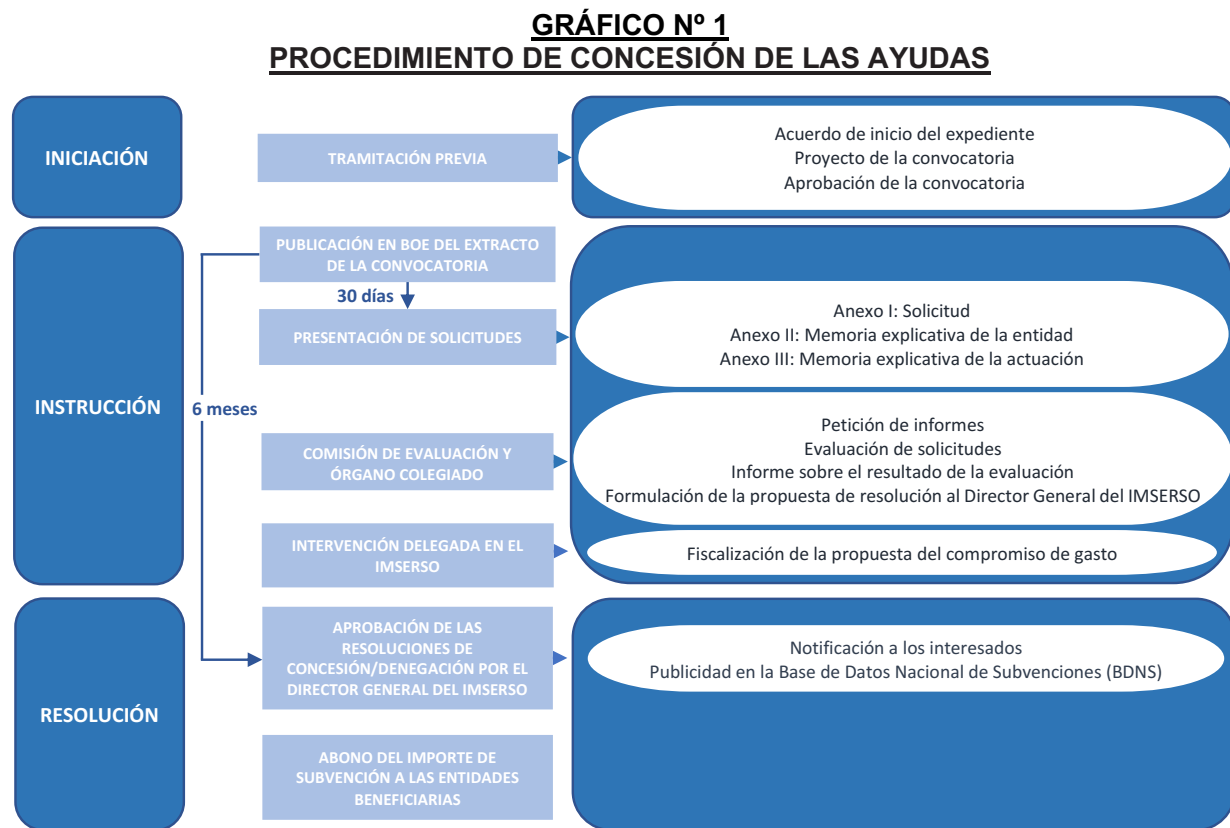 GRÁFICO Nº 1
PROCEDIMIENTO DE CONCESIÓN DE LAS AYUDAS
INICIACIÓN
TRAMITACIÓN PREVIA
Acuerdo de inicio del expediente
Proyecto de la convocatoria
Aprobación de la convocatoria
INSTRUCCIÓN
6 meses
PUBLICACIÓN EN BOE DEL EXTRACTO
DE LA CONVOCATORIA
30 días
PRESENTACIÓN DE SOLICITUDES
Anexo I: Solicitud
Anexo II: Memoria explicativa de la entidad
Anexo III: Memoria explicativa de la actuación
COMISIÓN DE EVALUACIÓN Y
ÓRGANO COLEGIADO
Petición de informes
Evaluación de solicitudes
Informe sobre el resultado de la evaluación
Formulación de la propuesta de resolución al Director General del IMSERSO
INTERVENCIÓN DELEGADA EN EL
IMSERSO
Fiscalización de la propuesta del compromiso de gasto
RESOLUCIÓN
APROBACIÓN DE LAS
RESOLUCIONES DE
CONCESIÓN/DENEGACIÓN POR EL
DIRECTOR GENERAL DEL IMSERSO
Notificación a los interesados
Publicidad en la Base de Datos Nacional de Subvenciones (BDNS)
ABONO DEL IMPORTE DE
SUBVENCIÓN A LAS ENTIDADES
BENEFICIARIAS